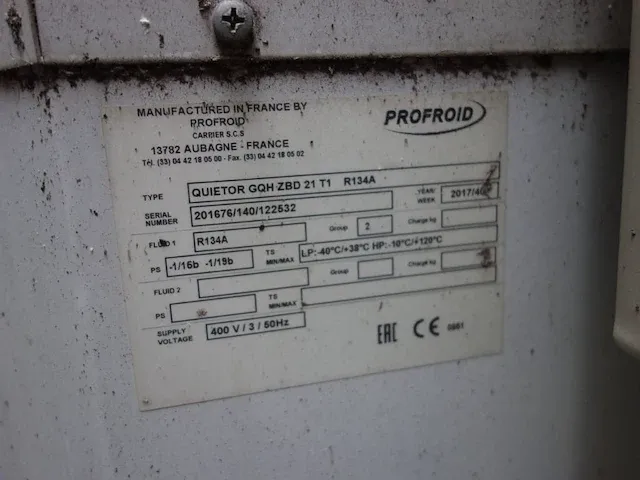 MANUFACTURED IN FRANCE BY
PROFROID
CARRIER S.C.S
13782 AUBAGNE - FRANCE
Tél. (33) 04 42 18 05 00 - Fax. (33) 04 42 18 05 02
PROFROID
TYPE QUIETOR GQH ZBD 21 T1 R134A
SERIAL NUMBER 201676/140/122532 YEAR/ WEEK 2017/40
FLUID 1 R134A Group 2 Charge kg
PS -1/16b -1/19b TS MIN/MAX LP:-40°C/+38°C HP:-10°C/+120°C
FLUID 2 Group Charge kg
PS TS MIN/MAX
SUPPLY VOLTAGE 400 V / 3 / 50Hz
EAC CE